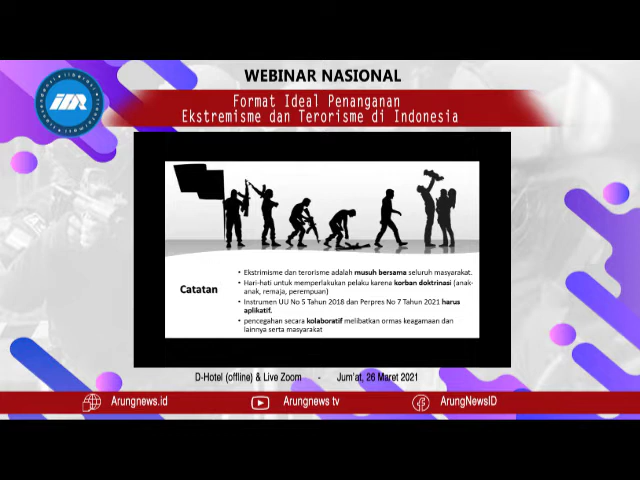 WEBINAR NASIONAL
Format Ideal Penanganan
Ekstremisme dan Terorisme di Indonesia
Catatan
• Ekstrimisme dan terorisme adalah musuh bersama seluruh masyarakat.
• Hari-hati untuk memperlakukan pelaku karena korban doktrinasi (anak-
anak, remaja, perempuan)
• Instrumen UU No 5 Tahun 2018 dan Perpres No 7 Tahun 2021 harus
aplikatif.
• pencegahan secara kolaboratif melibatkan ormas keagamaan dan
lainnya serta masyarakat
D-Hotel (offline) & Live Zoom - Jum'at, 26 Maret 2021
Arungnews.id
Arungnews tv
ArungNewsID